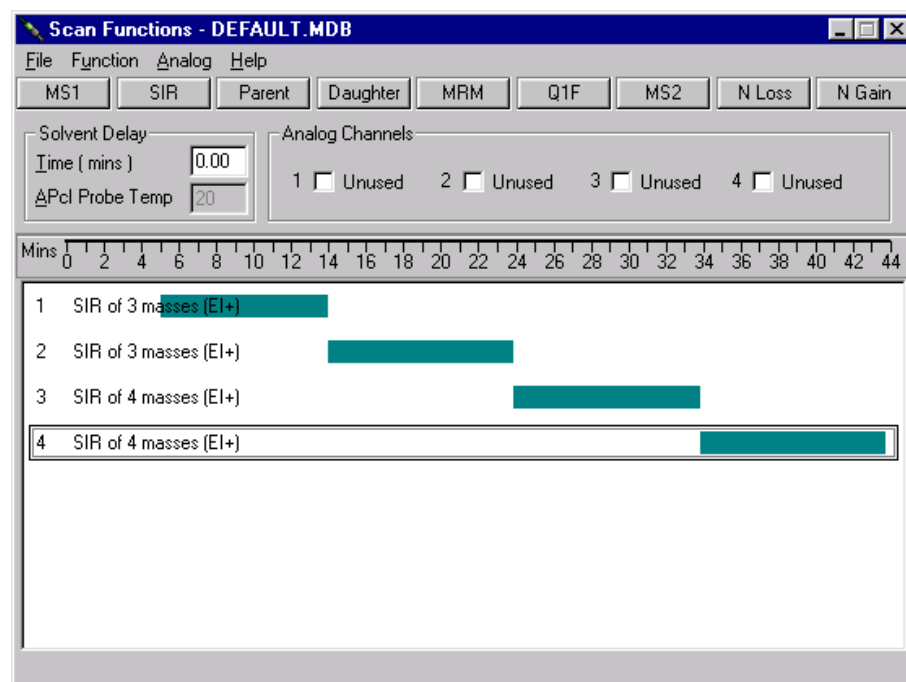 Scan Functions - DEFAULT.MDB
File Function Analog Help
MS1 SIR Parent Daughter MRM Q1F MS2 N Loss N Gain
Solvent Delay Analog Channels
Time ( mins ) 0.00
1 Unused 2 Unused 3 Unused 4 Unused
APcI Probe Temp 20
Mins 0 2 4 6 8 10 12 14 16 18 20 22 24 26 28 30 32 34 36 38 40 42 44
1 SIR of 3 masses (EI+)
2 SIR of 3 masses (EI+)
3 SIR of 4 masses (EI+)
4 SIR of 4 masses (EI+)